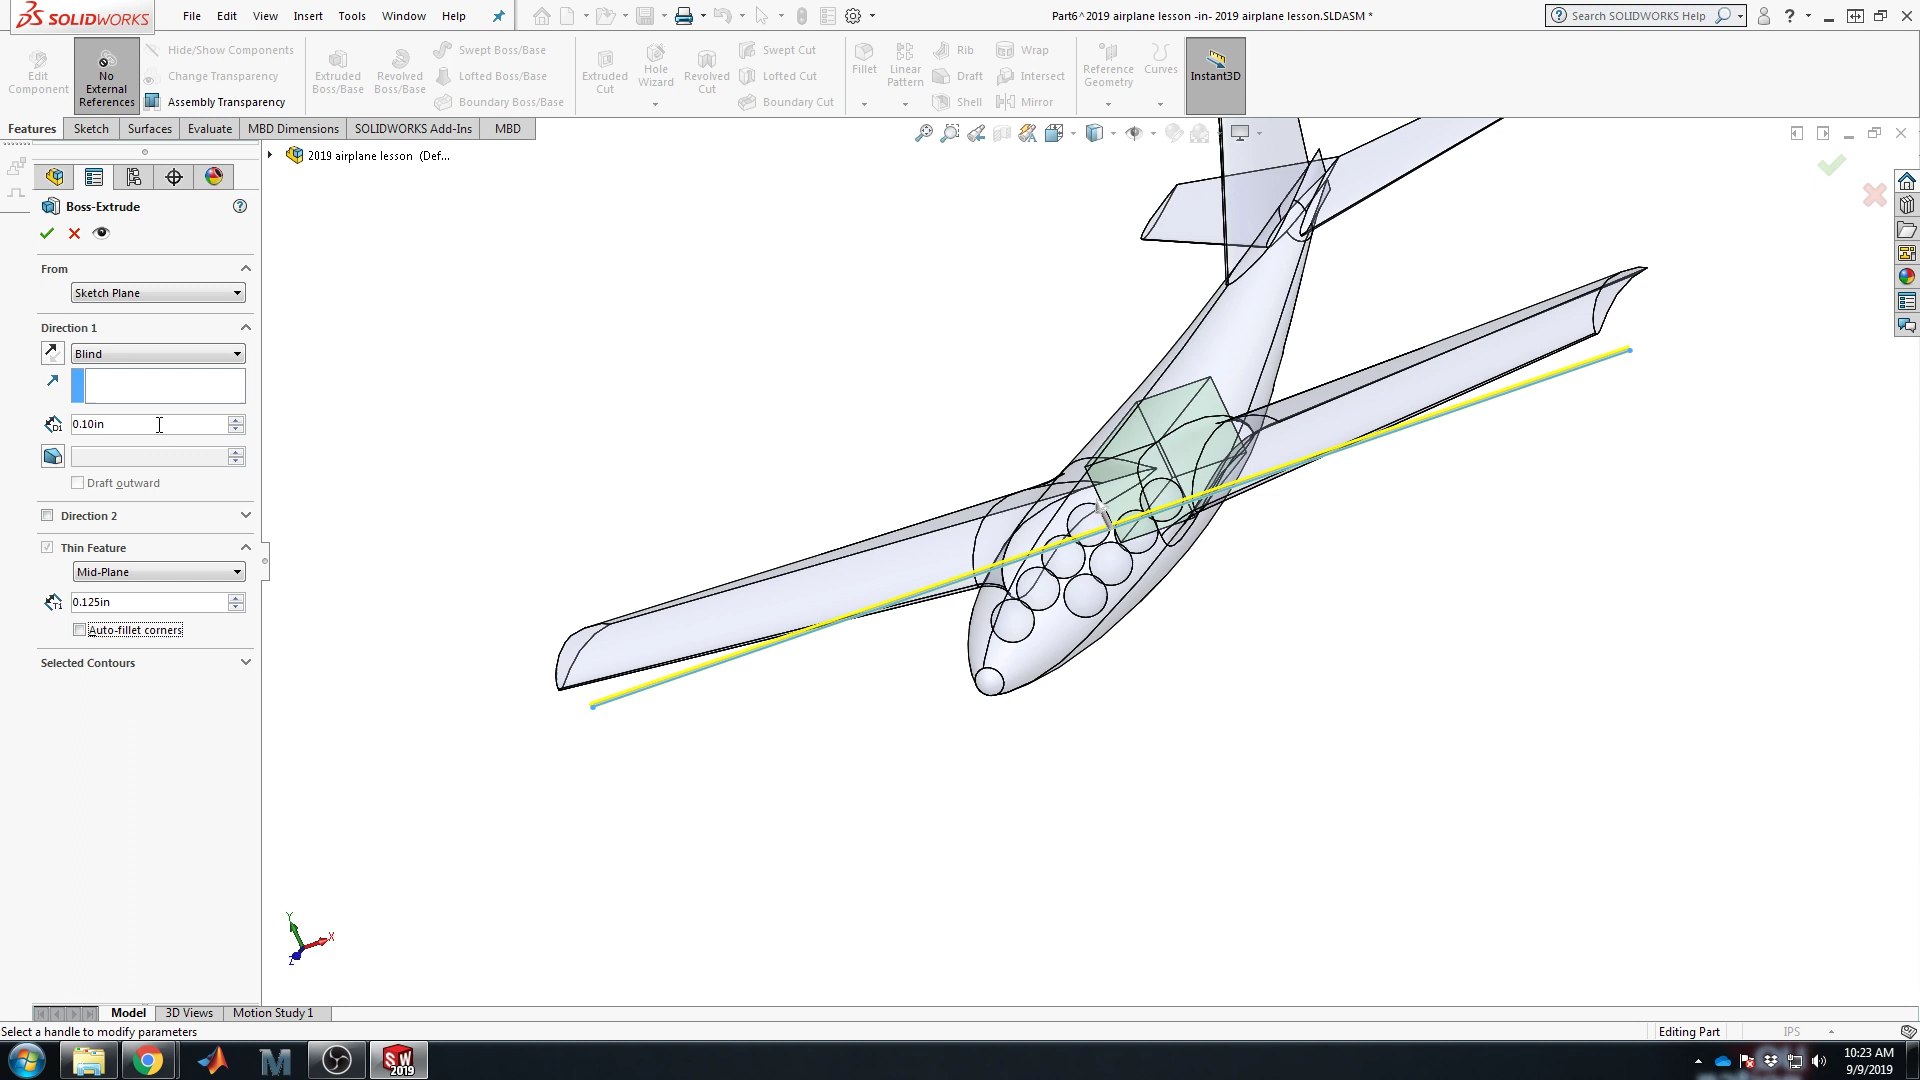 SOLIDWORKS
File Edit View Insert Tools Window Help
Part6^2019 airplane lesson -in- 2019 airplane lesson.SLDASM *
Search SOLIDWORKS Help
Edit Component
No External References
Hide/Show Components
Change Transparency
Assembly Transparency
Extruded Boss/Base
Revolved Boss/Base
Swept Boss/Base
Lofted Boss/Base
Boundary Boss/Base
Extruded Cut
Hole Wizard
Revolved Cut
Swept Cut
Lofted Cut
Boundary Cut
Fillet
Linear Pattern
Rib
Draft
Shell
Wrap
Intersect
Mirror
Reference Geometry
Curves
Instant3D
Features Sketch Surfaces Evaluate MBD Dimensions SOLIDWORKS Add-Ins MBD
2019 airplane lesson (Def...
Boss-Extrude
From
Sketch Plane
Direction 1
Blind
D1
0.10in
Draft outward
Direction 2
Thin Feature
Mid-Plane
T1
0.125in
Auto-fillet corners
Selected Contours
Y
X
Z
Model 3D Views Motion Study 1
Select a handle to modify parameters
Editing Part
IPS
SW
2019
10:23 AM
9/9/2019